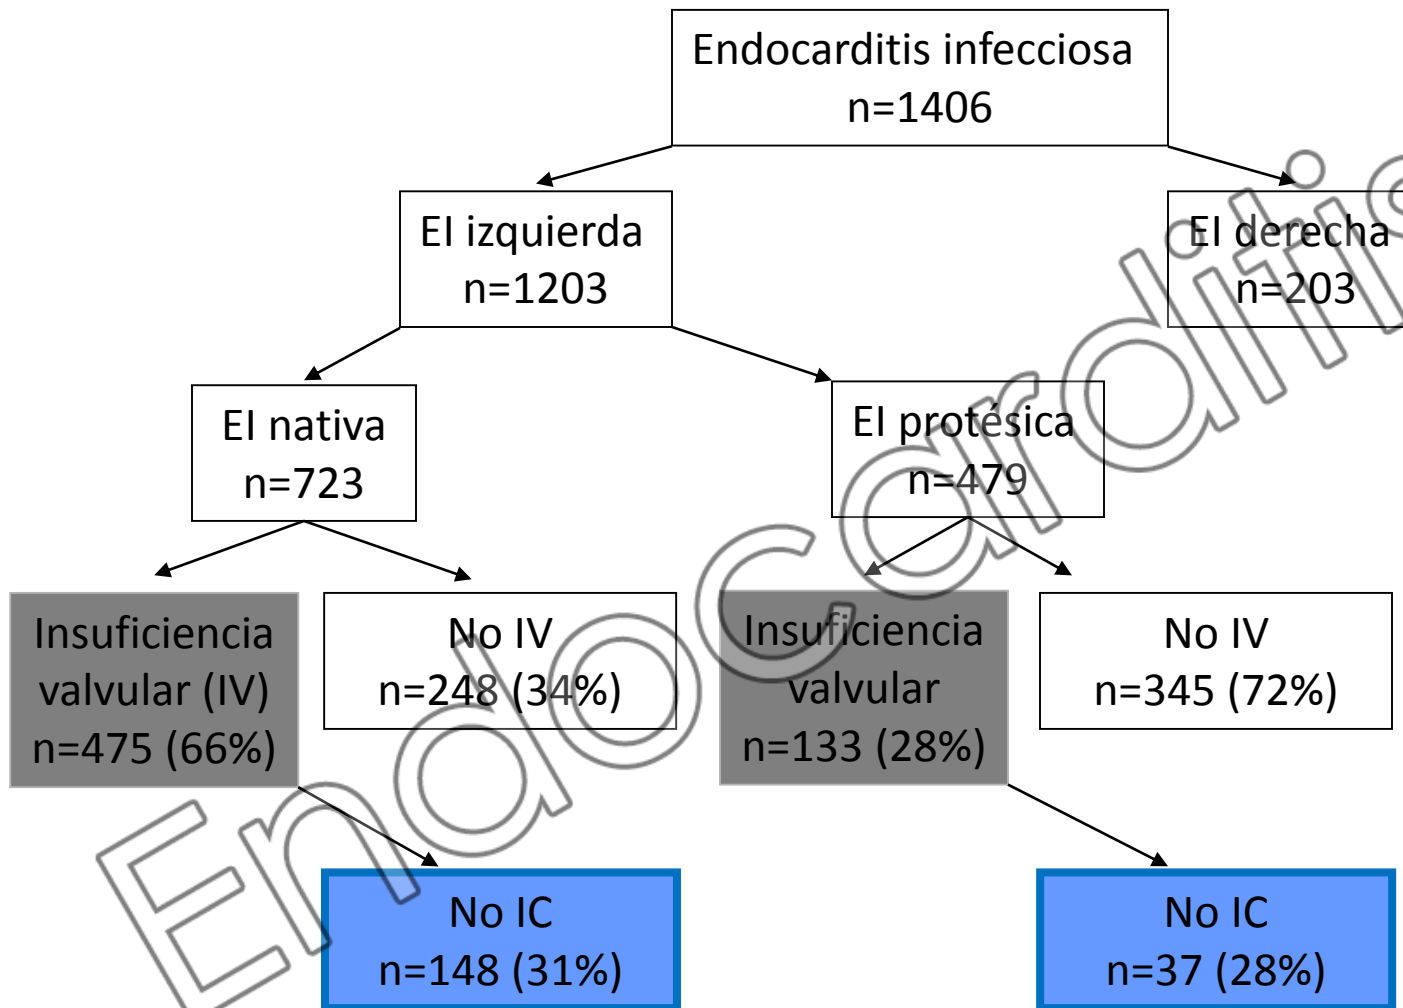 Endocarditis infecciosa
n=1406
EI izquierda
n=1203
EI derecha
n=203
EI nativa
n=723
EI protésica
n=479
Insuficiencia
valvular (IV)
n=475 (66%)
No IV
n=248 (34%)
Insuficiencia
valvular
n=133 (28%)
No IV
n=345 (72%)
No IC
n=148 (31%)
No IC
n=37 (28%)
Endocarditis